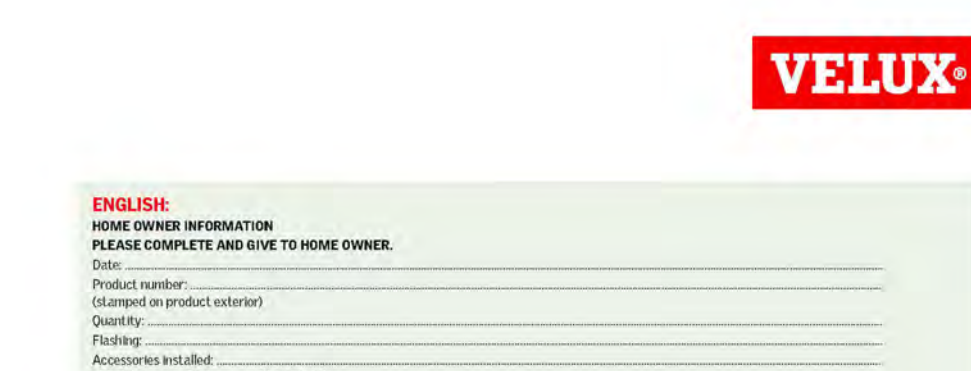 VELUX®
ENGLISH:
HOME OWNER INFORMATION
PLEASE COMPLETE AND GIVE TO HOME OWNER.
Date:
Product number:
(stamped on product exterior)
Quantity:
Flashing:
Accessories installed: